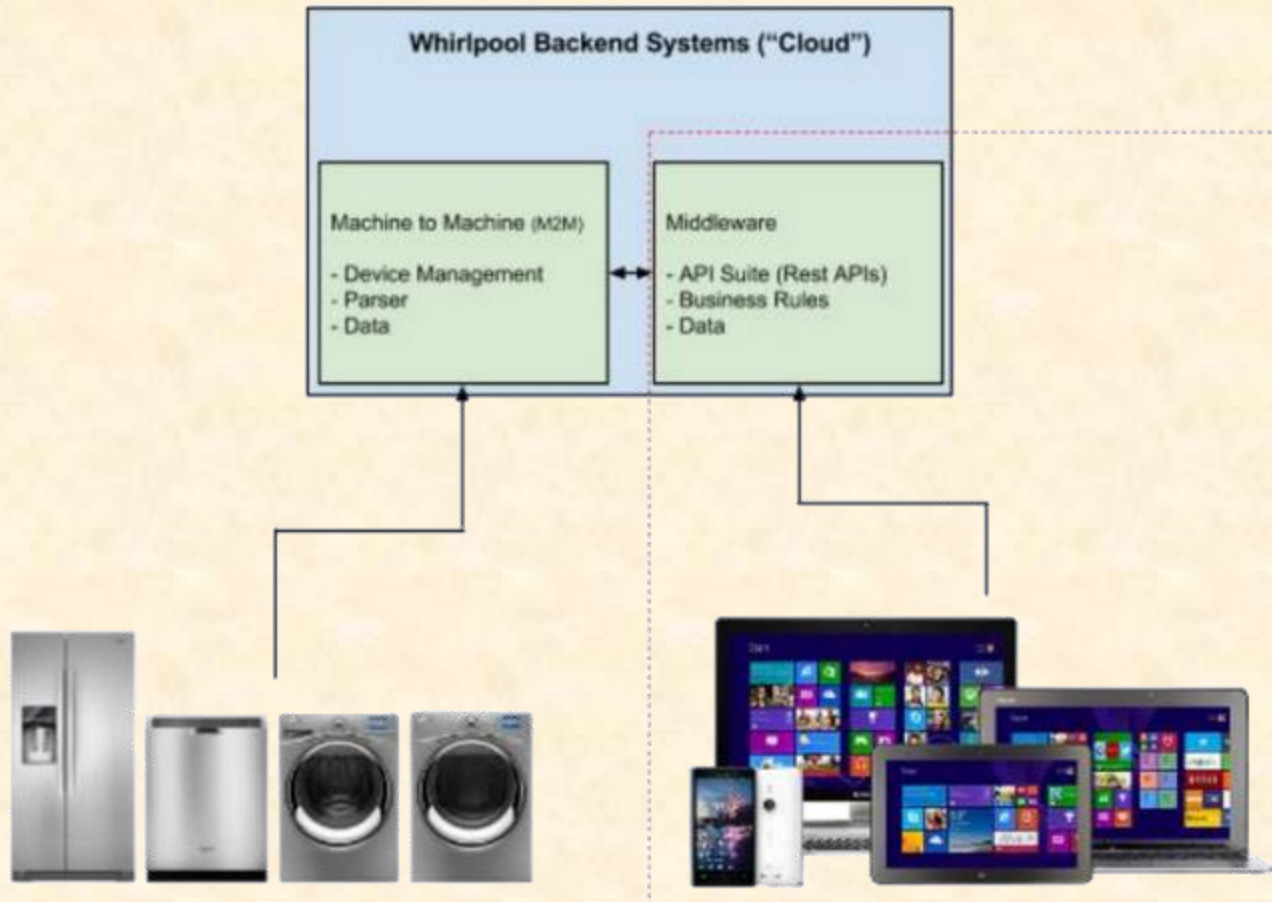 Whirlpool Backend Systems (“Cloud”)
Machine to Machine (M2M)
- Device Management
- Parser
- Data
Middleware
- API Suite (Rest APIs)
- Business Rules
- Data